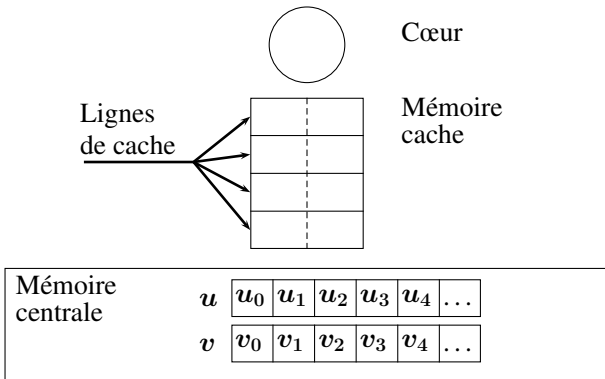 Cœur
Lignes
de cache
Mémoire
cache
Mémoire
centrale
u u₀ u₁ u₂ u₃ u₄ ...
v v₀ v₁ v₂ v₃ v₄ ...